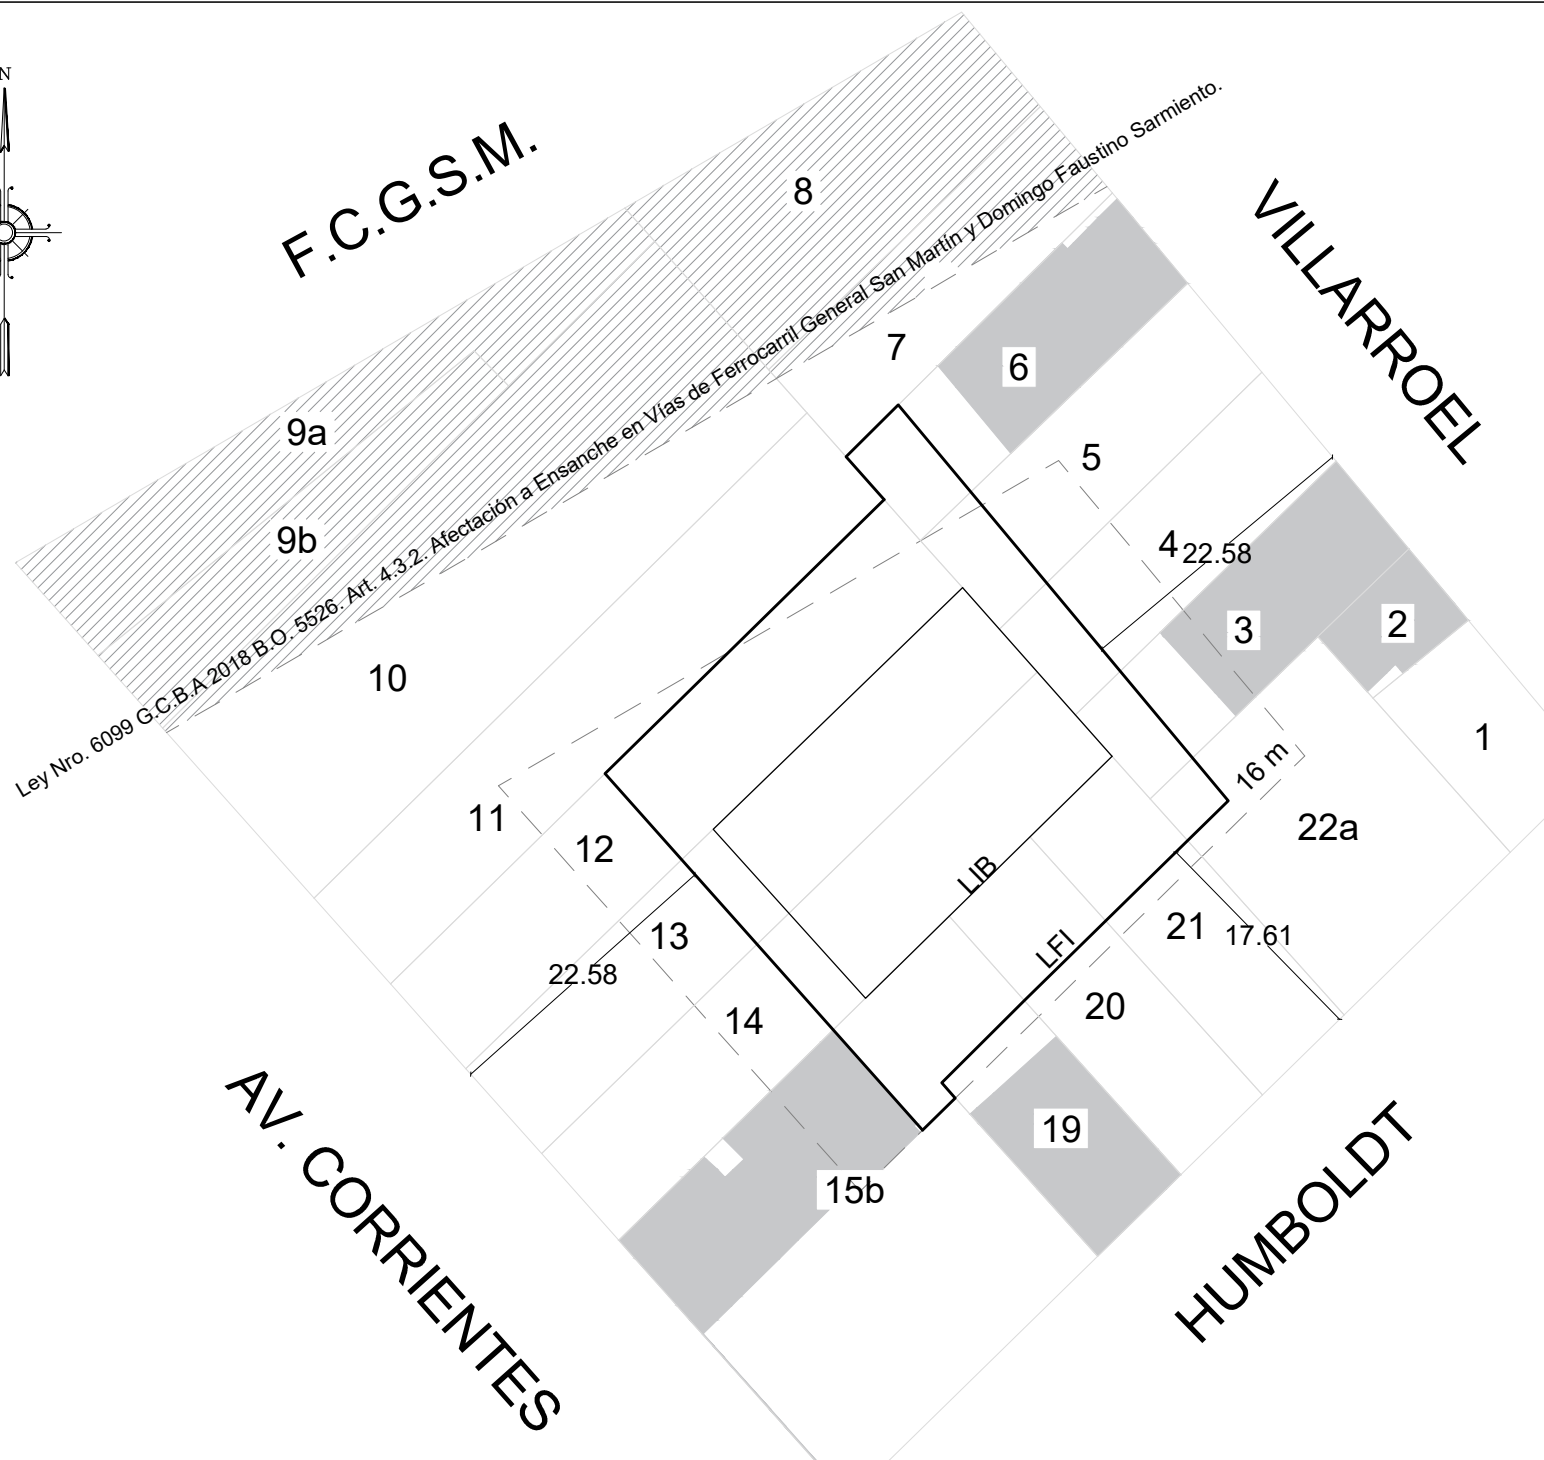 N
F.C.G.S.M.
8
VILLARROEL
Ley Nro. 6099 G.C.B.A 2018 B.O. 5526. Art. 4.3.2. Afectación a Ensanche en Vías de Ferrocarril General San Martín y Domingo Faustino Sarmiento.
7
6
9a
5
9b
4
22.58
3
2
10
1
16 m
11
12
22a
LIB
13
21
17.61
LFI
22.58
20
14
19
15b
AV. CORRIENTES
HUMBOLDT